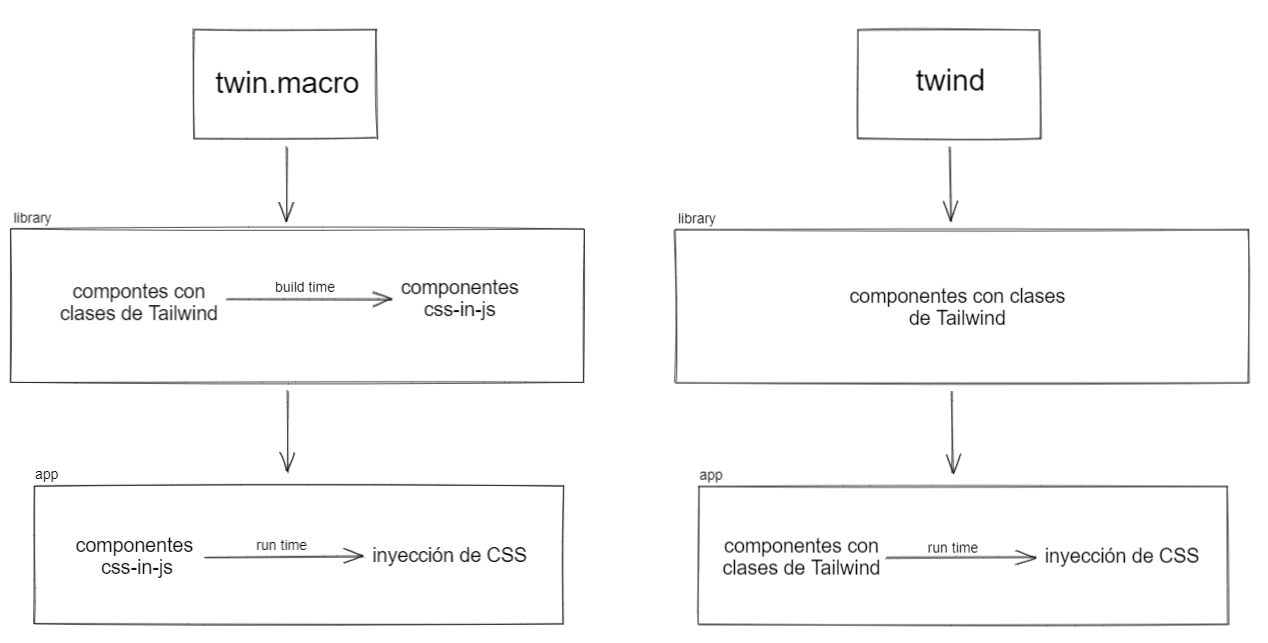 twin.macro
library
compontes con
clases de Tailwind
build time
componentes
css-in-js
app
componentes
css-in-js
run time
inyección de CSS
twind
library
componentes con clases
de Tailwind
app
componentes con
clases de Tailwind
run time
inyección de CSS